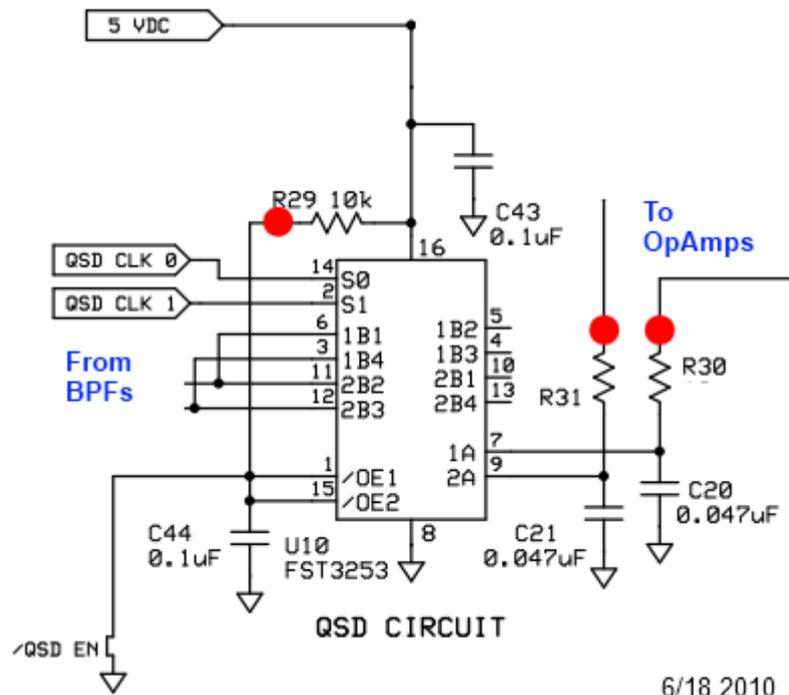 5 VDC
R29 10k
C43
0.1uF
To
OpAmps
16
QSD CLK 0
14
S0
QSD CLK 1
2
S1
6
1B1
3
1B4
11
2B2
12
2B3
From
BPFs
5
1B2
4
1B3
10
2B1
13
2B4
R31
R30
7
1A
9
2A
1
/OE1
15
/OE2
8
C44
0.1uF
U10
FST3253
C21
0.047uF
C20
0.047uF
QSD CIRCUIT
/QSD EN
6/18 2010